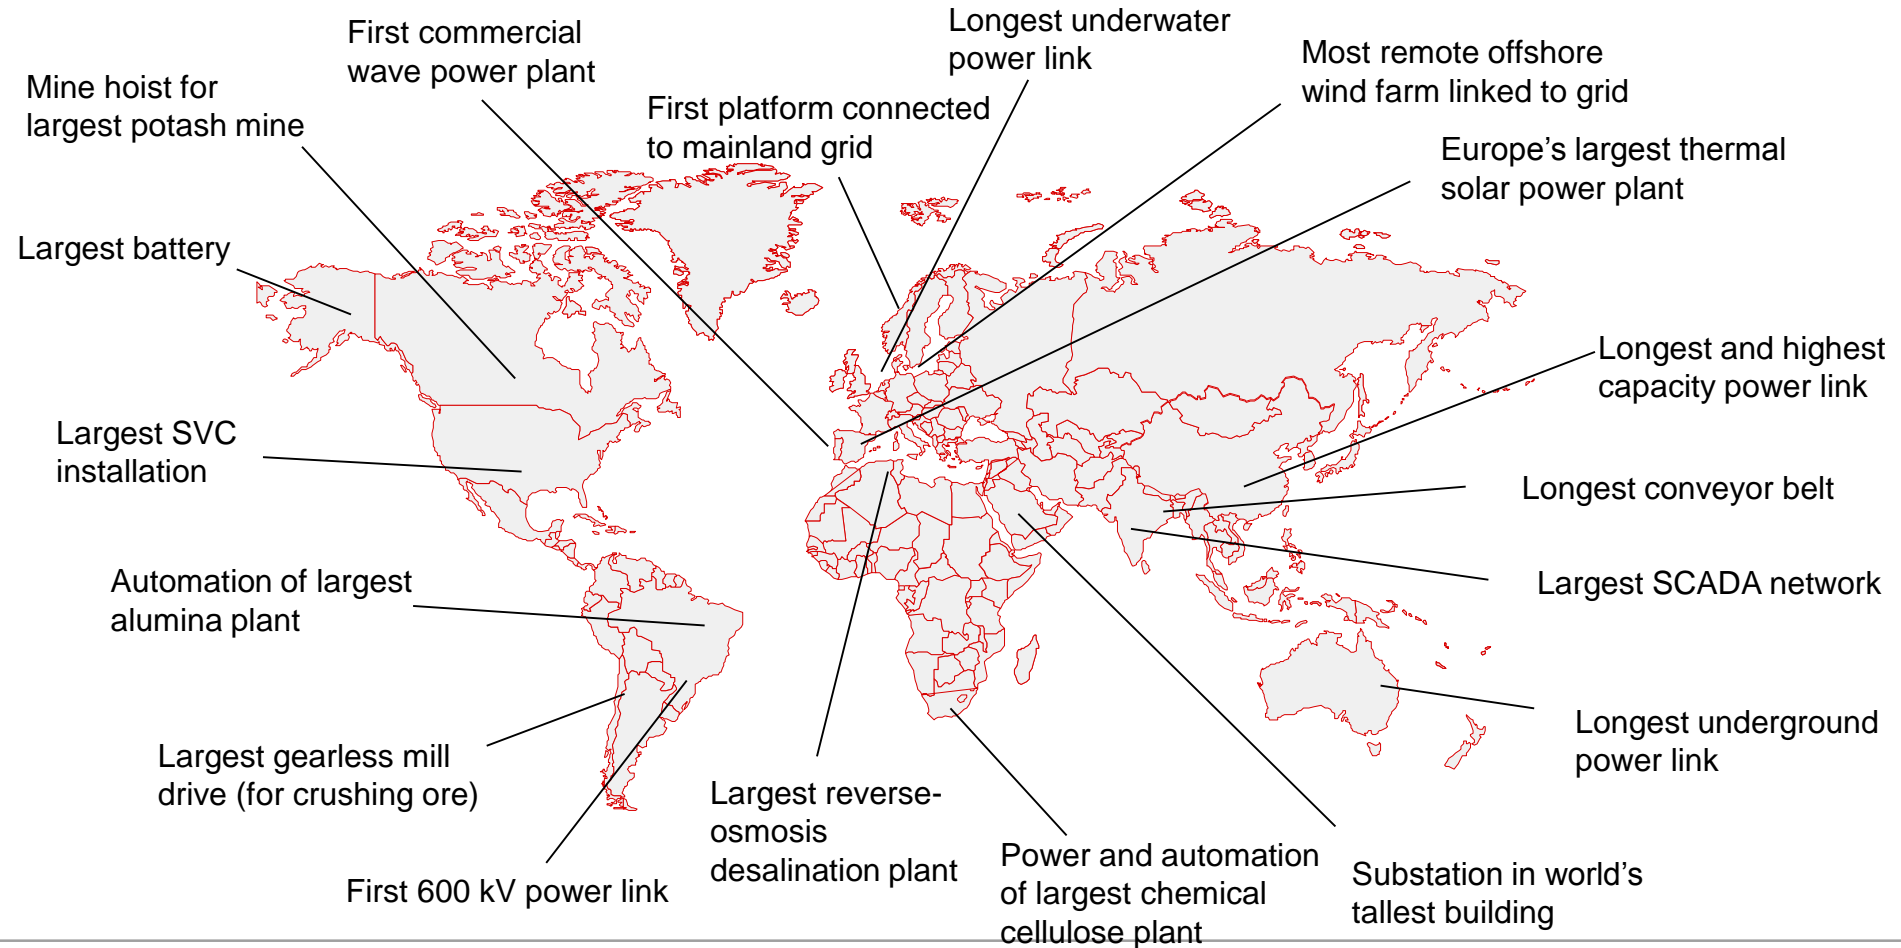 First commercial
wave power plant
Longest underwater
power link
Most remote offshore
wind farm linked to grid
Mine hoist for
largest potash mine
First platform connected
to mainland grid
Europe’s largest thermal
solar power plant
Largest battery
Longest and highest
capacity power link
Largest SVC
installation
Longest conveyor belt
Automation of largest
alumina plant
Largest SCADA network
Largest gearless mill
drive (for crushing ore)
Longest underground
power link
Largest reverse-
osmosis
desalination plant
First 600 kV power link
Power and automation
of largest chemical
cellulose plant
Substation in world’s
tallest building